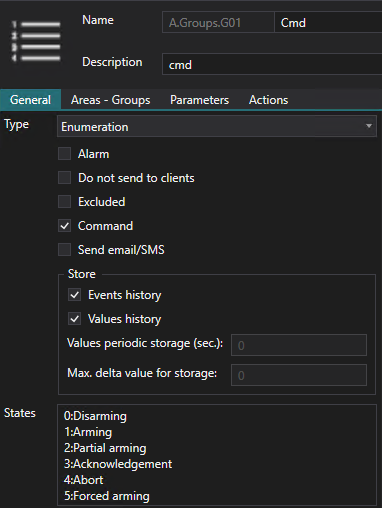 Name A.Groups.G01 Cmd
Description cmd
General Areas - Groups Parameters Actions
Type Enumeration
Alarm
Do not send to clients
Excluded
Command
Send email/SMS
Store
Events history
Values history
Values periodic storage (sec.): 0
Max. delta value for storage: 0
States 0:Disarming
1:Arming
2:Partial arming
3:Acknowledgement
4:Abort
5:Forced arming